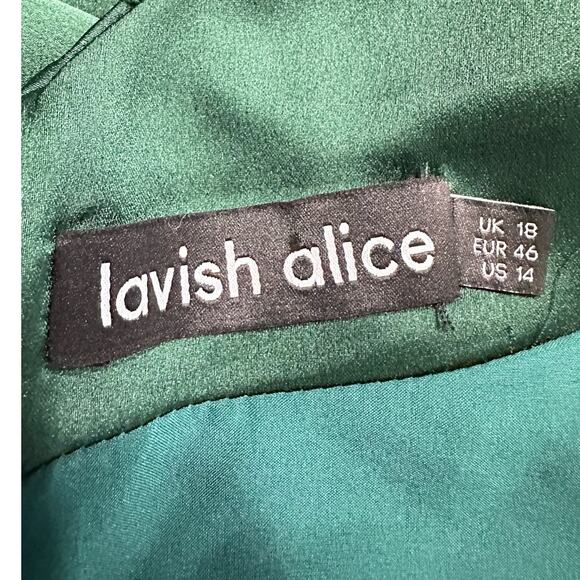 lavish alice
UK 18
EUR 46
US 14